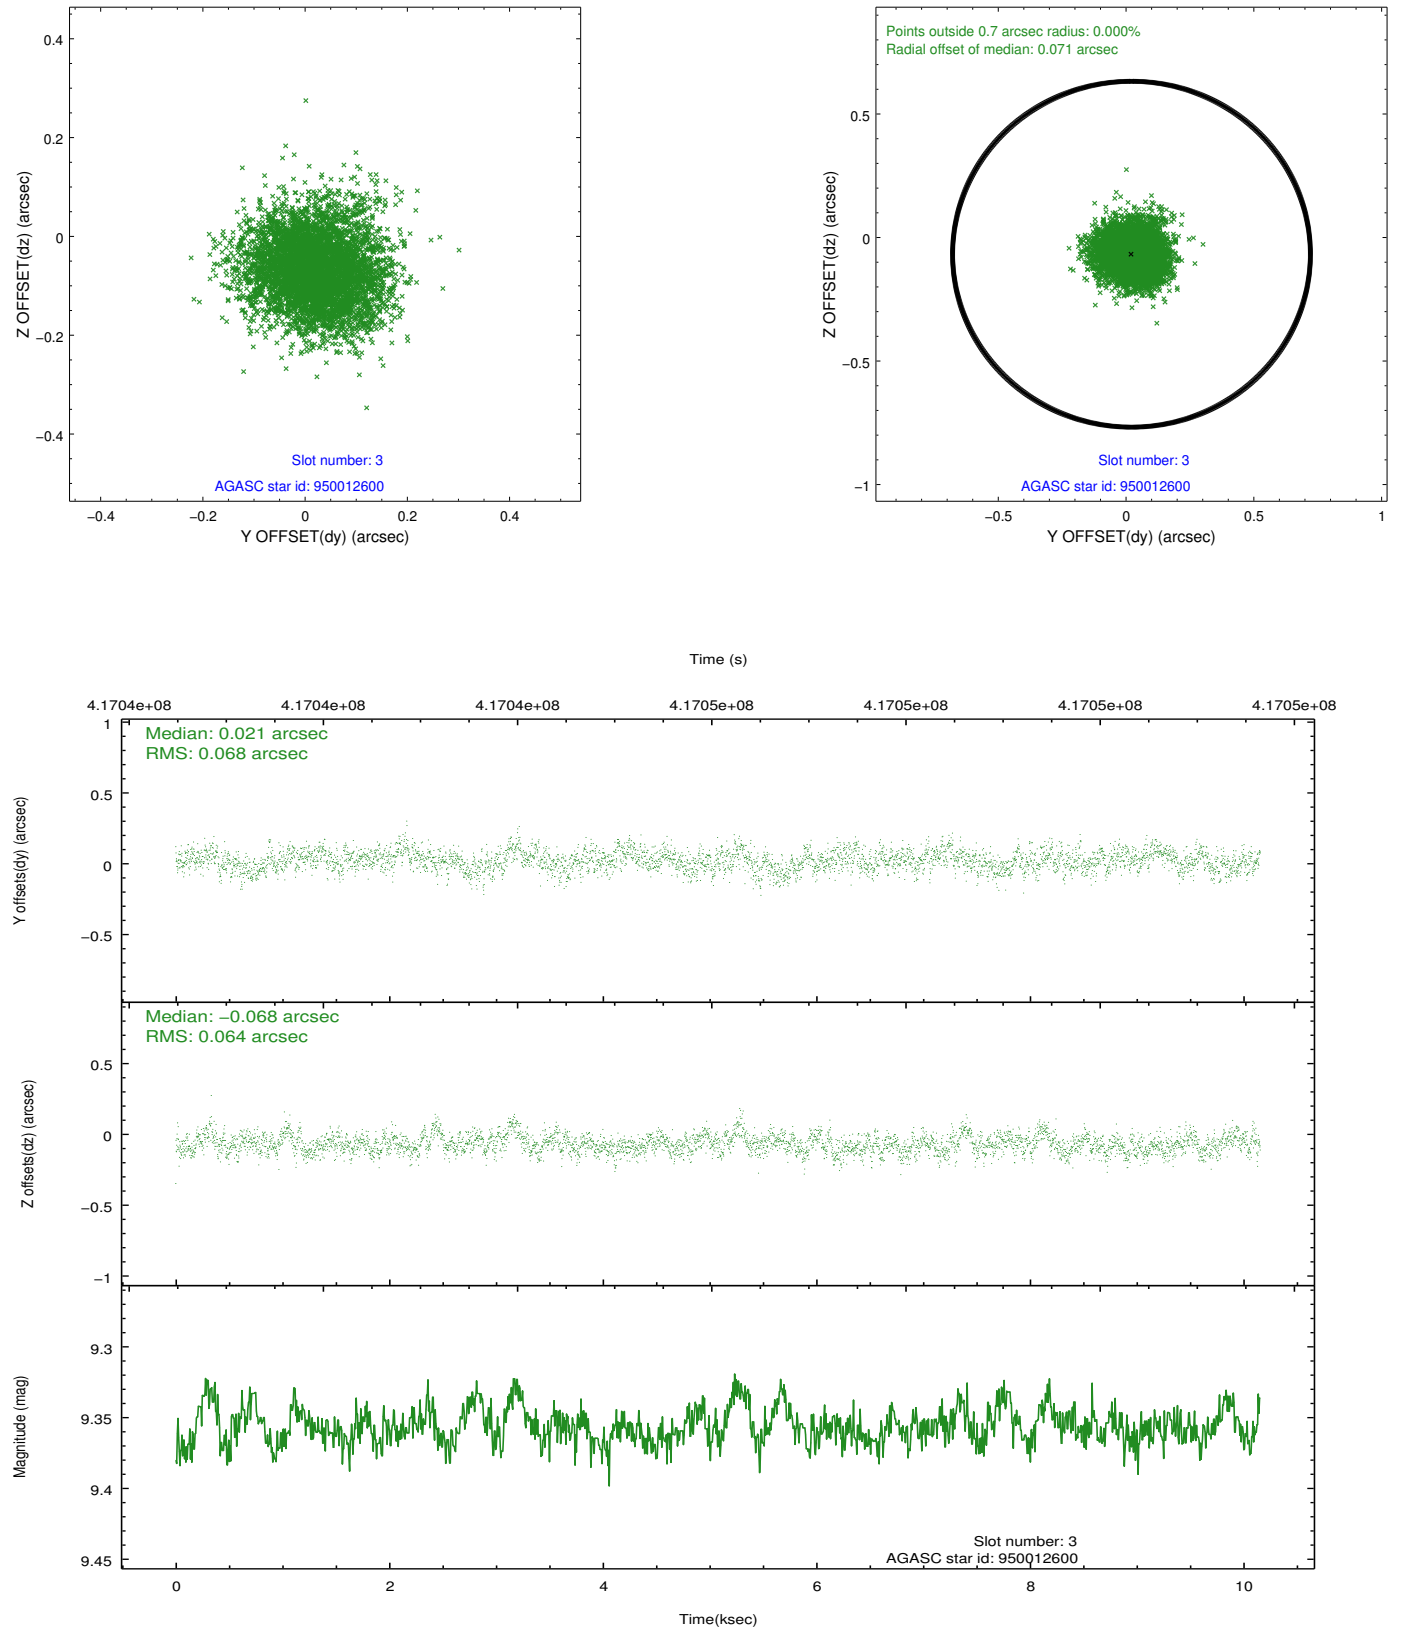 0.4
0.2
0
−0.2
−0.4
Z OFFSET(dz) (arcsec)
Slot number: 3
AGASC star id: 950012600
−0.4 −0.2 0 0.2 0.4
Y OFFSET(dy) (arcsec)
Points outside 0.7 arcsec radius: 0.000%
Radial offset of median: 0.071 arcsec
0.5
0
−0.5
−1
Z OFFSET(dz) (arcsec)
Slot number: 3
AGASC star id: 950012600
−0.5 0 0.5 1
Y OFFSET(dy) (arcsec)
Time (s)
4.1704e+08 4.1704e+08 4.1704e+08 4.1705e+08 4.1705e+08 4.1705e+08 4.1705e+08
Median: 0.021 arcsec
RMS: 0.068 arcsec
1
0.5
0
−0.5
Y offsets(dy) (arcsec)
Median: −0.068 arcsec
RMS: 0.064 arcsec
0.5
0
−0.5
−1
Z offsets(dz) (arcsec)
9.3
9.35
9.4
9.45
Magnitude (mag)
Slot number: 3
AGASC star id: 950012600
0 2 4 6 8 10
Time(ksec)